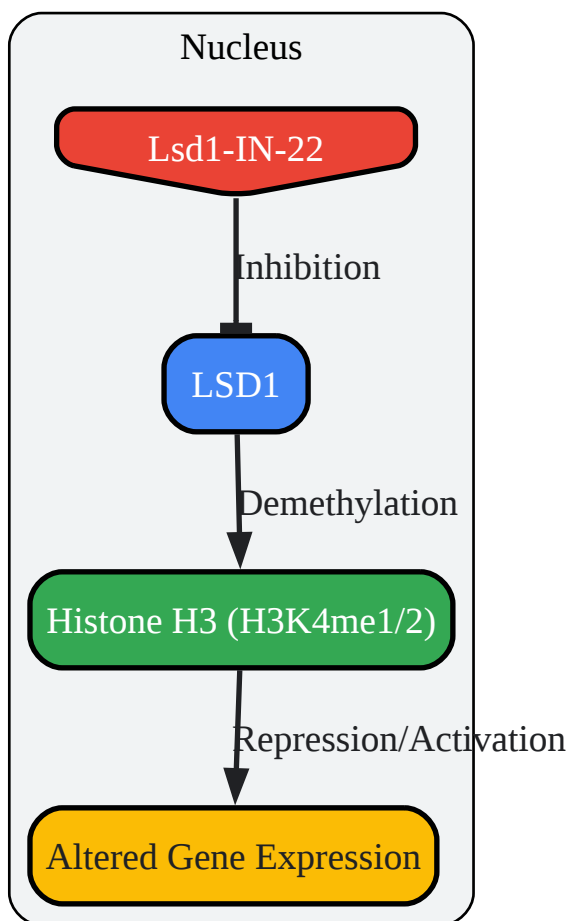 Nucleus
Lsd1-IN-22
Inhibition
LSD1
Demethylation
Histone H3 (H3K4me1/2)
Repression/Activation
Altered Gene Expression